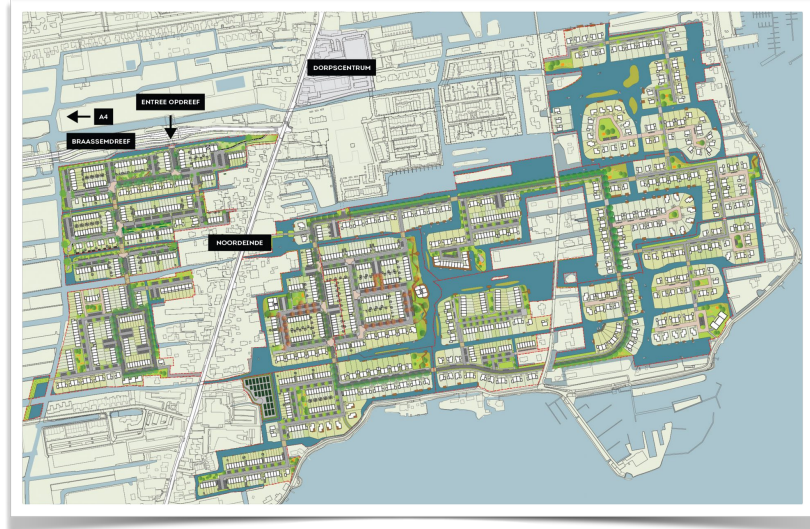 DORPSCENTRUM
ENTREE OPDREEF
A4
BRAASSEMDREEF
NOORDEINDE